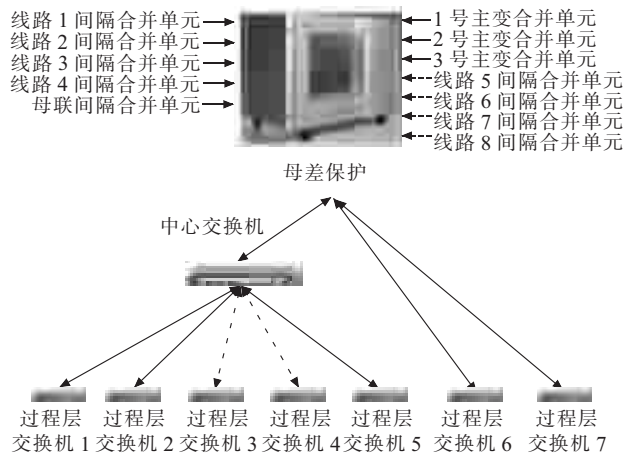 线路 1 间隔合并单元
线路 2 间隔合并单元
线路 3 间隔合并单元
线路 4 间隔合并单元
母联间隔合并单元
1 号主变合并单元
2 号主变合并单元
3 号主变合并单元
线路 5 间隔合并单元
线路 6 间隔合并单元
线路 7 间隔合并单元
线路 8 间隔合并单元
母差保护
中心交换机
过程层 过程层 过程层 过程层 过程层 过程层 过程层
交换机 1 交换机 2 交换机 3 交换机 4 交换机 5 交换机 6 交换机 7